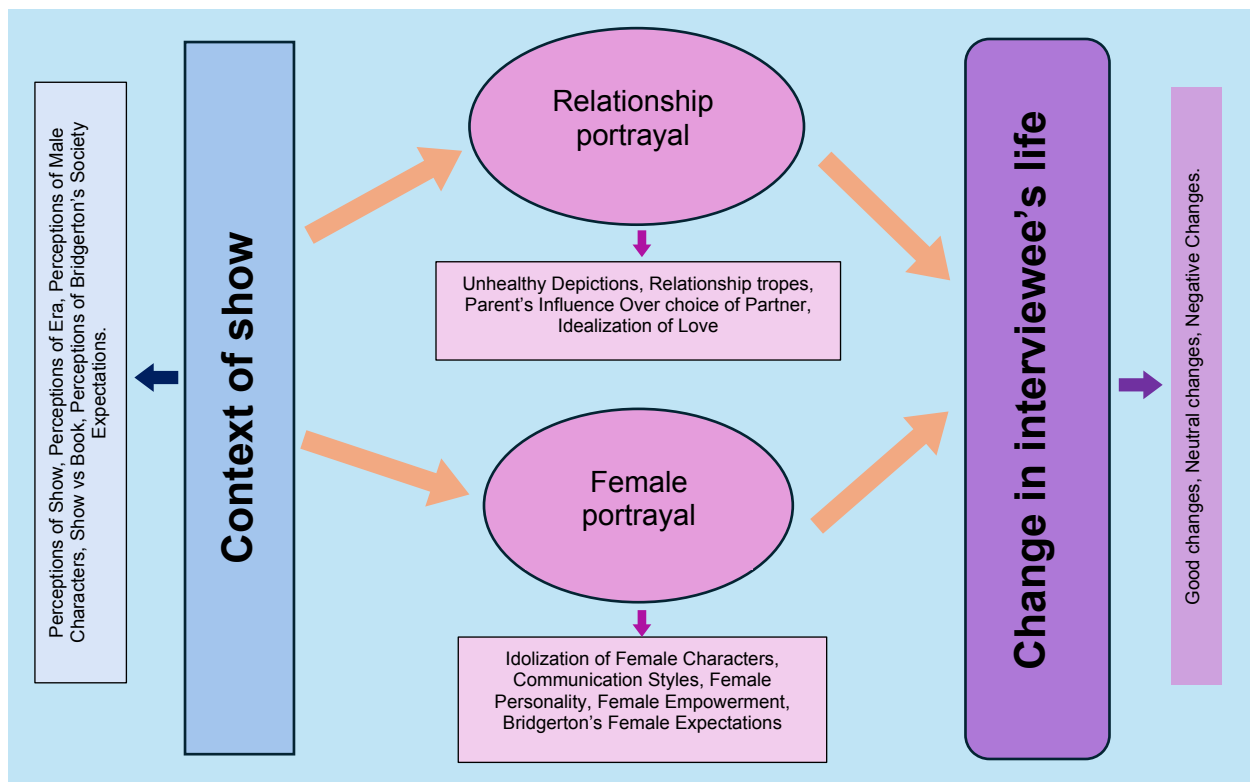 Perceptions of Show, Perceptions of Era, Perceptions of Male
Characters, Show vs Book, Perceptions of Bridgerton’s Society
Expectations.
Context of show
Relationship
portrayal
Unhealthy Depictions, Relationship tropes,
Parent’s Influence Over choice of Partner,
Idealization of Love
Female
portrayal
Idolization of Female Characters,
Communication Styles, Female
Personality, Female Empowerment,
Bridgerton’s Female Expectations
Change in interviewee’s life
Good changes, Neutral changes, Negative Changes.